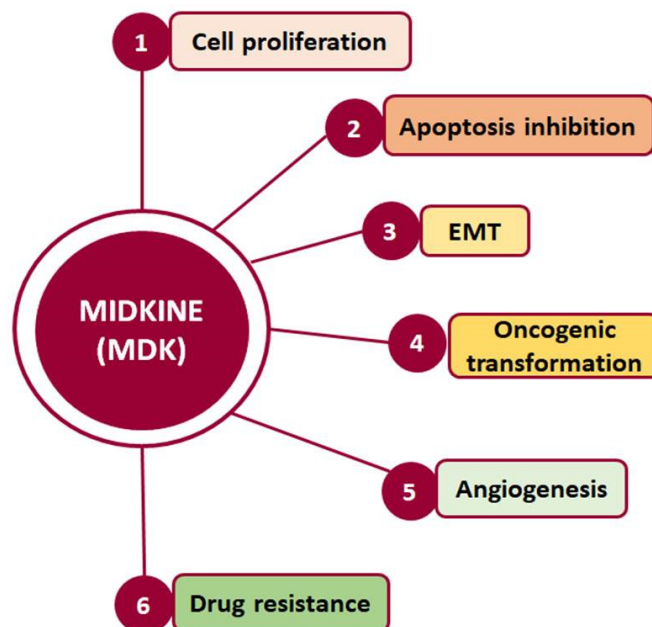 1
Cell proliferation
2
Apoptosis inhibition
3
EMT
MIDKINE
(MDK)
4
Oncogenic
transformation
5
Angiogenesis
6
Drug resistance